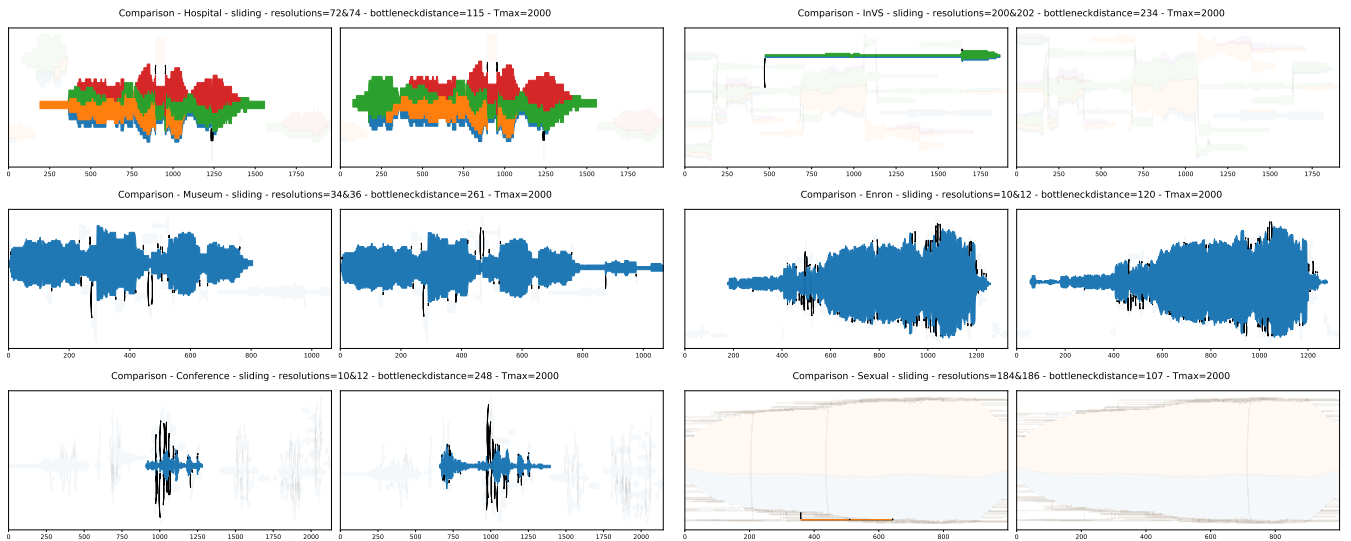 Comparison - Hospital - sliding - resolutions=72&74 - bottleneckdistance=115 - Tmax=2000
Comparison - InVS - sliding - resolutions=200&202 - bottleneckdistance=234 - Tmax=2000
0 250 500 750 1000 1250 1500 1750
0 250 500 750 1000 1250 1500 1750
0 250 500 750 1000 1250 1500 1750
0 250 500 750 1000 1250 1500 1750
Comparison - Museum - sliding - resolutions=34&36 - bottleneckdistance=261 - Tmax=2000
Comparison - Enron - sliding - resolutions=10&12 - bottleneckdistance=120 - Tmax=2000
0 200 400 600 800 1000
0 200 400 600 800 1000
200 400 600 800 1000 1200
200 400 600 800 1000 1200
Comparison - Conference - sliding - resolutions=10&12 - bottleneckdistance=248 - Tmax=2000
Comparison - Sexual - sliding - resolutions=184&186 - bottleneckdistance=107 - Tmax=2000
0 250 500 750 1000 1250 1500 1750 2000
0 250 500 750 1000 1250 1500 1750 2000
0 200 400 600 800
0 200 400 600 800